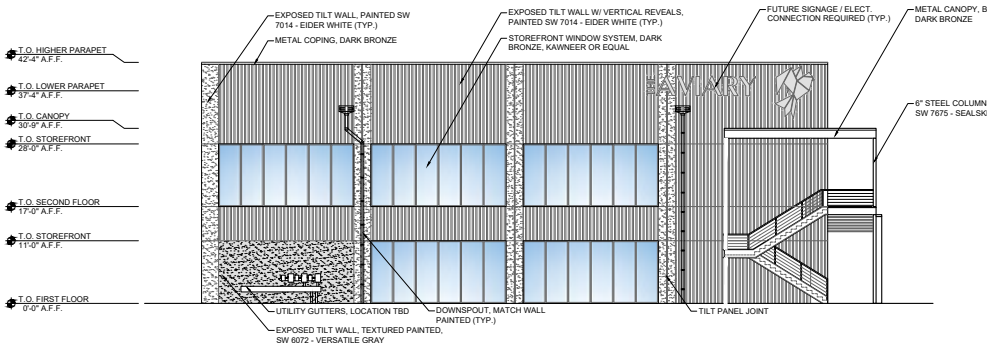 EXPOSED TILT WALL, PAINTED SW
7014 - EIDER WHITE (TYP.)
METAL COPING, DARK BRONZE
EXPOSED TILT WALL W/ VERTICAL REVEALS,
PAINTED SW 7014 - EIDER WHITE (TYP.)
STOREFRONT WINDOW SYSTEM, DARK
BRONZE, KAWNEER OR EQUAL
FUTURE SIGNAGE / ELECT.
CONNECTION REQUIRED (TYP.)
METAL CANOPY, B
DARK BRONZE
6" STEEL COLUMN
SW 7675 - SEALSK
T.O. HIGHER PARAPET
42'-4" A.F.F.
T.O. LOWER PARAPET
37'-4" A.F.F.
T.O. CANOPY
30'-9" A.F.F.
T.O. STOREFRONT
28'-0" A.F.F.
T.O. SECOND FLOOR
17'-0" A.F.F.
T.O. STOREFRONT
11'-0" A.F.F.
T.O. FIRST FLOOR
0'-0" A.F.F.
THE AVIARY
UTILITY GUTTERS, LOCATION TBD
EXPOSED TILT WALL, TEXTURED PAINTED,
SW 6072 - VERSATILE GRAY
DOWNSPOUT, MATCH WALL
PAINTED (TYP.)
TILT PANEL JOINT